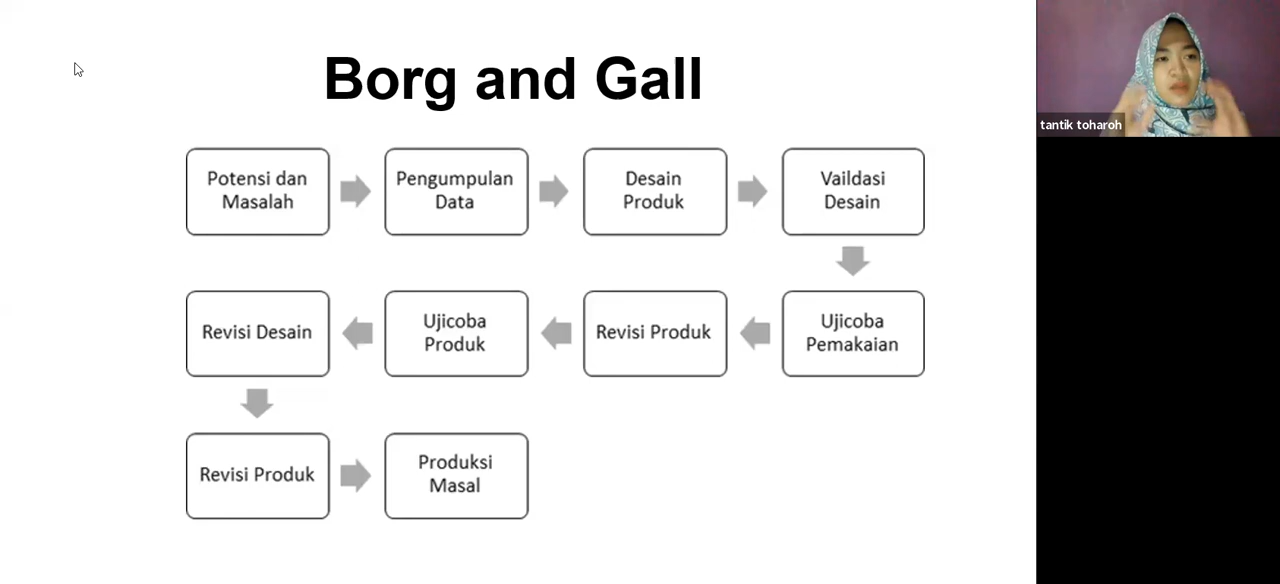 Borg and Gall
tantik toharoh
Potensi dan
Masalah
Pengumpulan
Data
Desain
Produk
Vaildasi
Desain
Revisi Desain
Ujicoba
Produk
Revisi Produk
Ujicoba
Pemakaian
Revisi Produk
Produksi
Masal